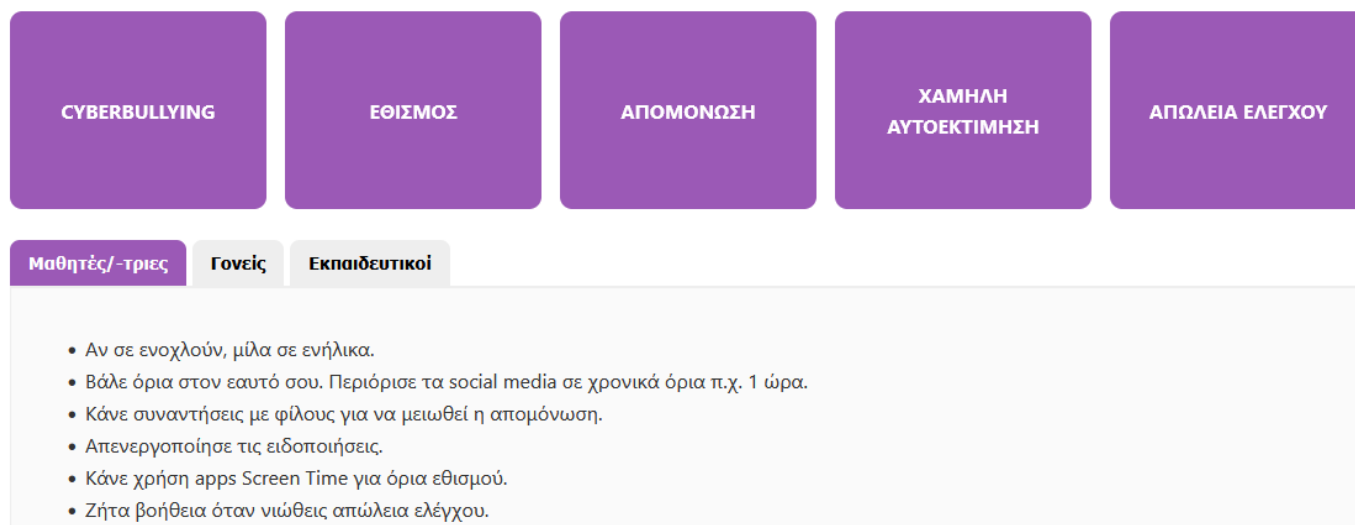 CYBERBULLYING
ΕΘΙΣΜΟΣ
ΑΠΟΜΟΝΩΣΗ
ΧΑΜΗΛΗ
ΑΥΤΟΕΚΤΙΜΗΣΗ
ΑΠΩΛΕΙΑ ΕΛΕΓΧΟΥ
Μαθητές/-τριες
Γονείς
Εκπαιδευτικοί
• Αν σε ενοχλούν, μίλα σε ενήλικα.
• Βάλε όρια στον εαυτό σου. Περιόρισε τα social media σε χρονικά όρια π.χ. 1 ώρα.
• Κάνε συναντήσεις με φίλους για να μειωθεί η απομόνωση.
• Απενεργοποίησε τις ειδοποιήσεις.
• Κάνε χρήση apps Screen Time για όρια εθισμού.
• Ζήτα βοήθεια όταν νιώθεις απώλεια ελέγχου.